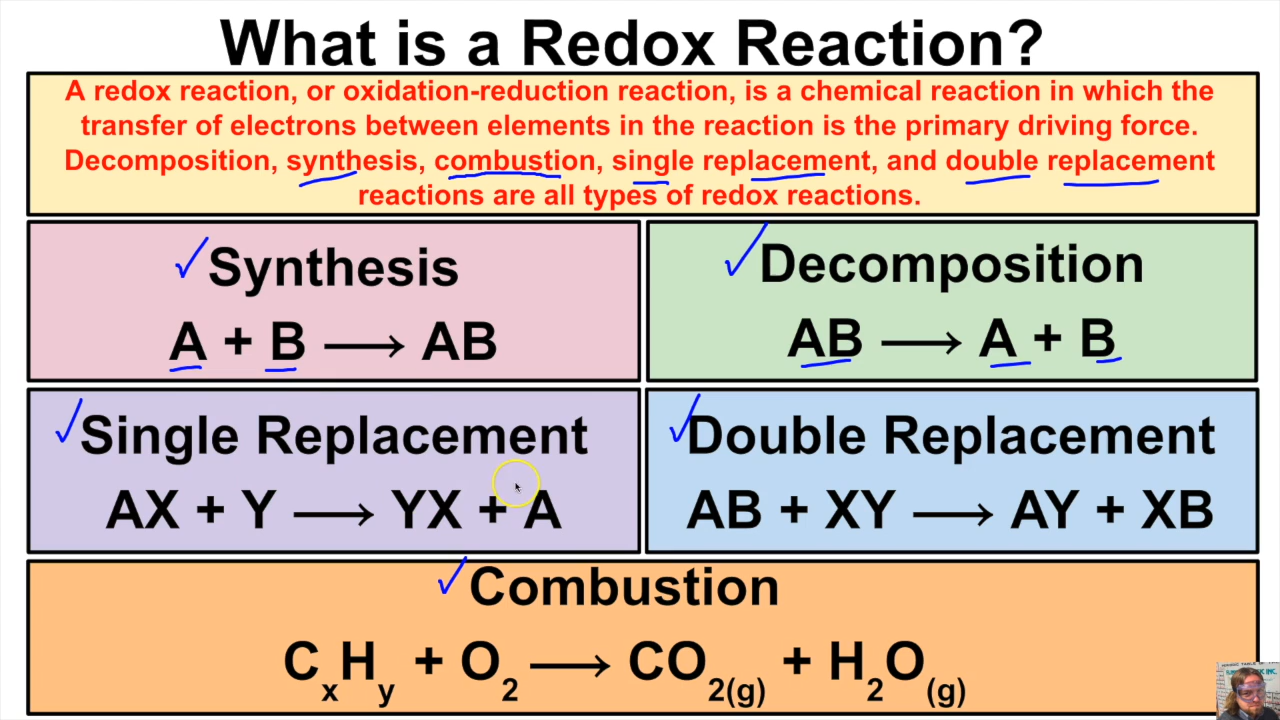 What is a Redox Reaction?
A redox reaction, or oxidation-reduction reaction, is a chemical reaction in which the
transfer of electrons between elements in the reaction is the primary driving force.
Decomposition, synthesis, combustion, single replacement, and double replacement
reactions are all types of redox reactions.
Synthesis
A + B ⟶ AB
Decomposition
AB ⟶ A + B
Single Replacement
AX + Y ⟶ YX + A
Double Replacement
AB + XY ⟶ AY + XB
Combustion
CₓHᵧ + O₂ ⟶ CO₂(g) + H₂O(g)